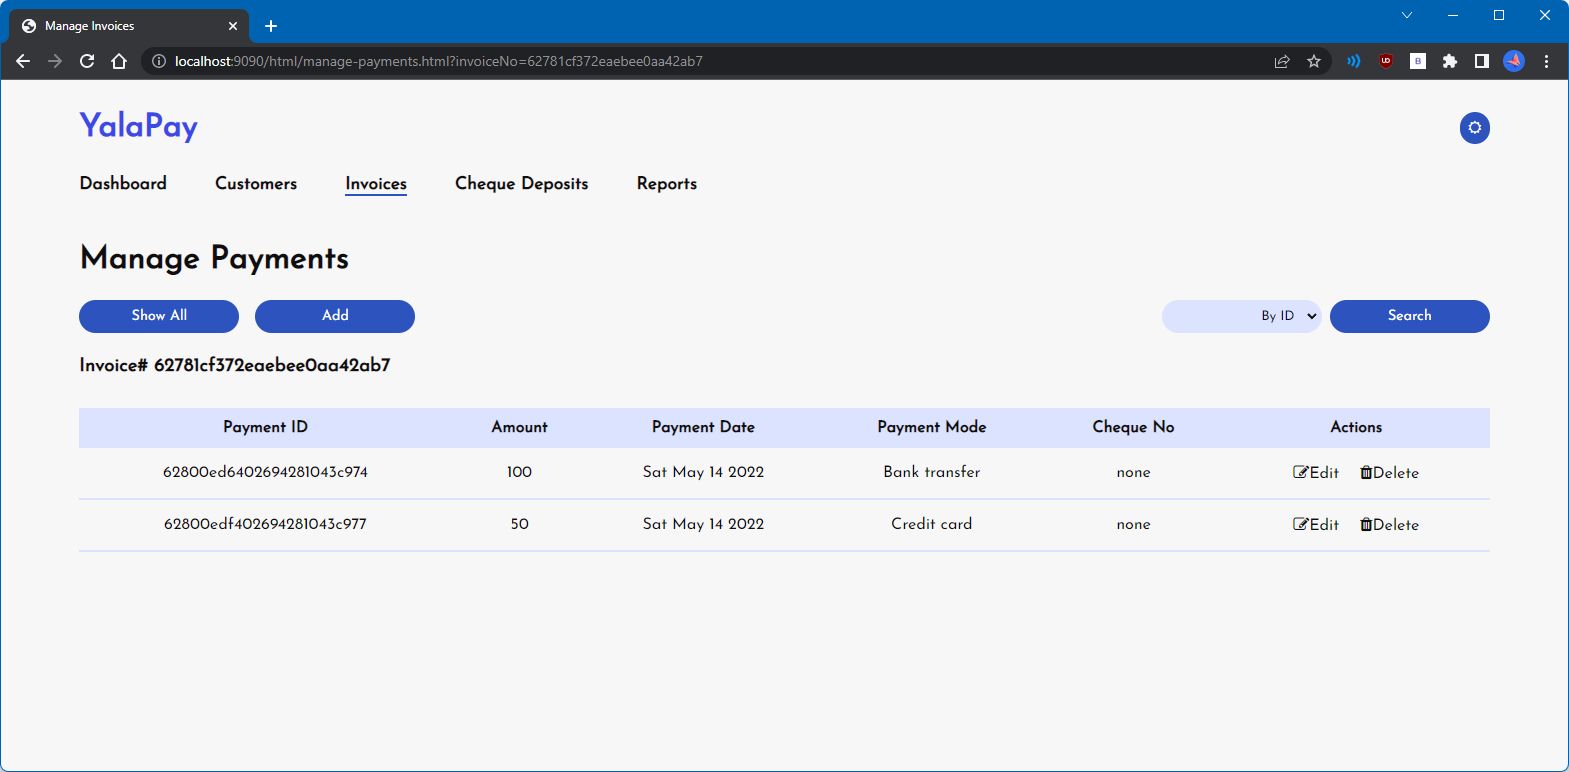 Manage Invoices
localhost:9090/html/manage-payments.html?invoiceNo=62781cf372eaebee0aa42ab7
YalaPay
Dashboard Customers Invoices Cheque Deposits Reports
Manage Payments
Show All Add By ID Search
Invoice# 62781cf372eaebee0aa42ab7
Payment ID Amount Payment Date Payment Mode Cheque No Actions
62800ed6402694281043c974 100 Sat May 14 2022 Bank transfer none Edit Delete
62800edf402694281043c977 50 Sat May 14 2022 Credit card none Edit Delete